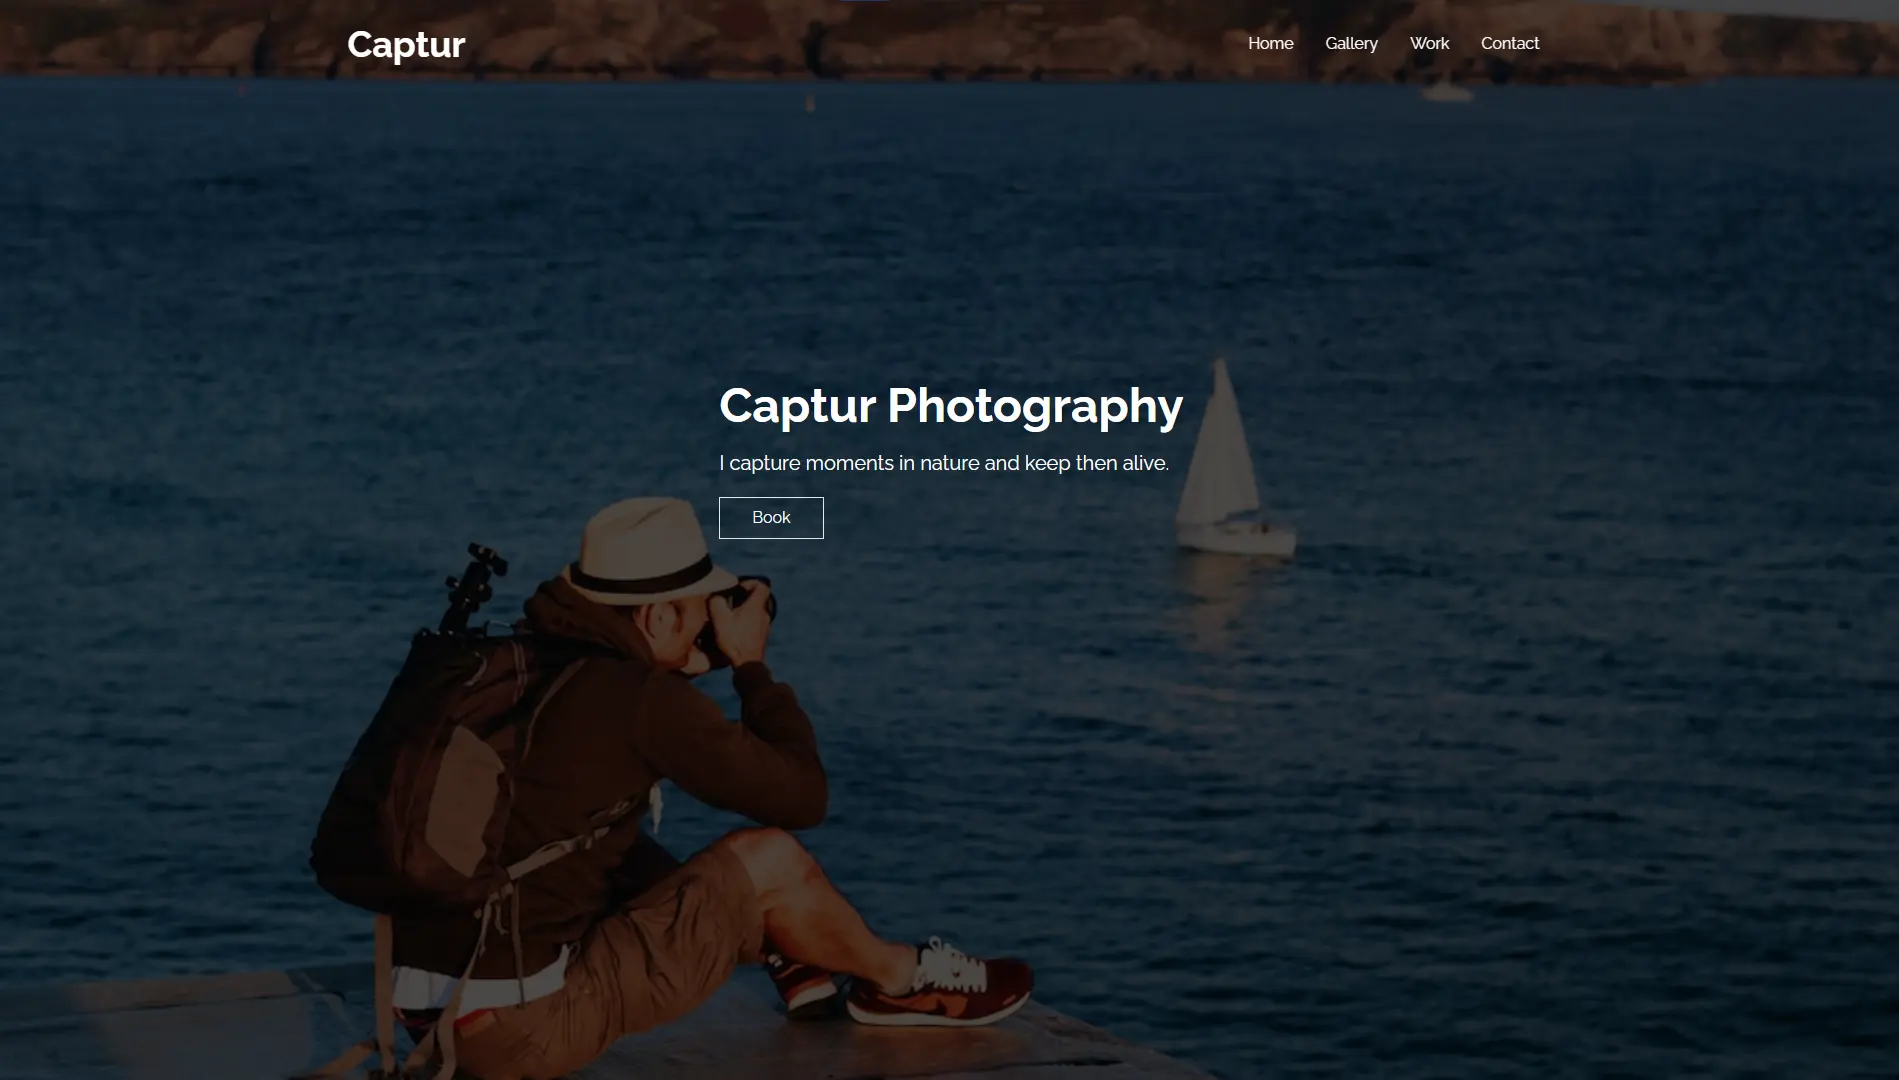 Captur
Home Gallery Work Contact
Captur Photography
I capture moments in nature and keep then alive.
Book